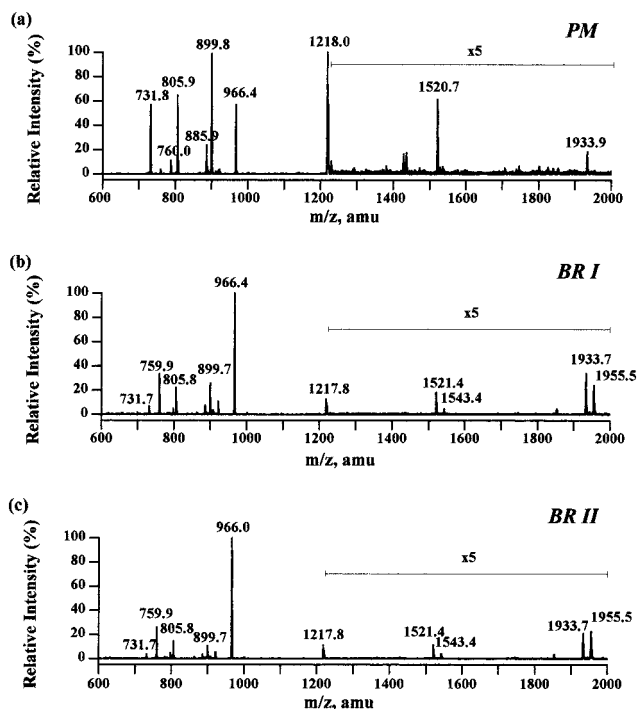 (a)
PM
Relative Intensity (%)
100
80
60
40
20
0
731.8
760.0
805.9
885.9
899.8
966.4
1218.0
x5
1520.7
1933.9
600 800 1000 1200 1400 1600 1800 2000
m/z, amu
(b)
BR I
Relative Intensity (%)
100
80
60
40
20
0
731.7
759.9
805.8
899.7
966.4
1217.8
x5
1521.4
1543.4
1933.7
1955.5
600 800 1000 1200 1400 1600 1800 2000
m/z, amu
(c)
BR II
Relative Intensity (%)
100
80
60
40
20
0
731.7
759.9
805.8
899.7
966.0
1217.8
x5
1521.4
1543.4
1933.7
1955.5
600 800 1000 1200 1400 1600 1800 2000
m/z, amu